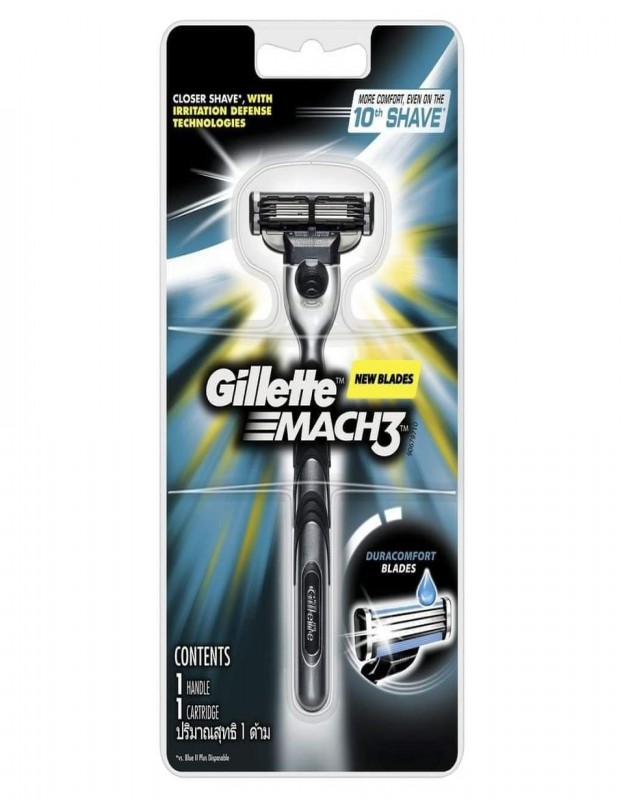 CLOSER SHAVE*, WITH
IRRITATION DEFENSE
TECHNOLOGIES
MORE COMFORT, EVEN ON THE
10th SHAVE*
Gillette™
NEW BLADES
MACH3™
DURACOMFORT
BLADES
Gillette
CONTENTS
1 HANDLE
1 CARTRIDGE
ปริมาณสุทธิ 1 ด้าม
*vs. Blue II Plus Disposable